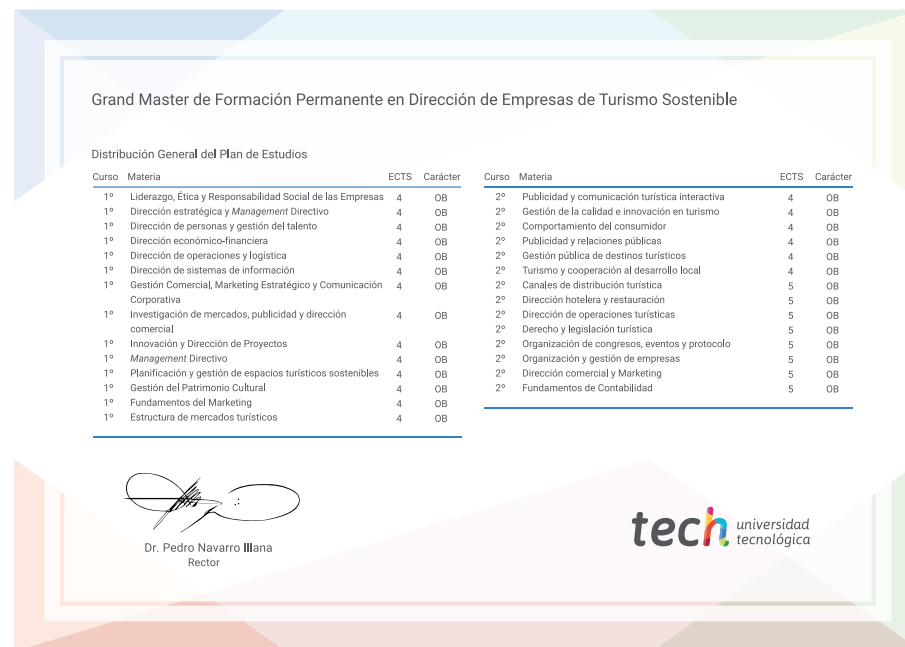 Grand Master de Formación Permanente en Dirección de Empresas de Turismo Sostenible
Distribución General del Plan de Estudios
Curso Materia ECTS Carácter
1º Liderazgo, Ética y Responsabilidad Social de las Empresas 4 OB
1º Dirección estratégica y Management Directivo 4 OB
1º Dirección de personas y gestión del talento 4 OB
1º Dirección económico-financiera 4 OB
1º Dirección de operaciones y logística 4 OB
1º Dirección de sistemas de información 4 OB
1º Gestión Comercial, Marketing Estratégico y Comunicación 4 OB
Corporativa
1º Investigación de mercados, publicidad y dirección 4 OB
comercial
1º Innovación y Dirección de Proyectos 4 OB
1º Management Directivo 4 OB
1º Planificación y gestión de espacios turísticos sostenibles 4 OB
1º Gestión del Patrimonio Cultural 4 OB
1º Fundamentos del Marketing 4 OB
1º Estructura de mercados turísticos 4 OB
Curso Materia ECTS Carácter
2º Publicidad y comunicación turística interactiva 4 OB
2º Gestión de la calidad e innovación en turismo 4 OB
2º Comportamiento del consumidor 4 OB
2º Publicidad y relaciones públicas 4 OB
2º Gestión pública de destinos turísticos 4 OB
2º Turismo y cooperación al desarrollo local 4 OB
2º Canales de distribución turística 5 OB
2º Dirección hotelera y restauración 5 OB
2º Dirección de operaciones turísticas 5 OB
2º Derecho y legislación turística 5 OB
2º Organización de congresos, eventos y protocolo 5 OB
2º Organización y gestión de empresas 5 OB
2º Dirección comercial y Marketing 5 OB
2º Fundamentos de Contabilidad 5 OB
Dr. Pedro Navarro Illana
Rector
tech universidad
tecnológica